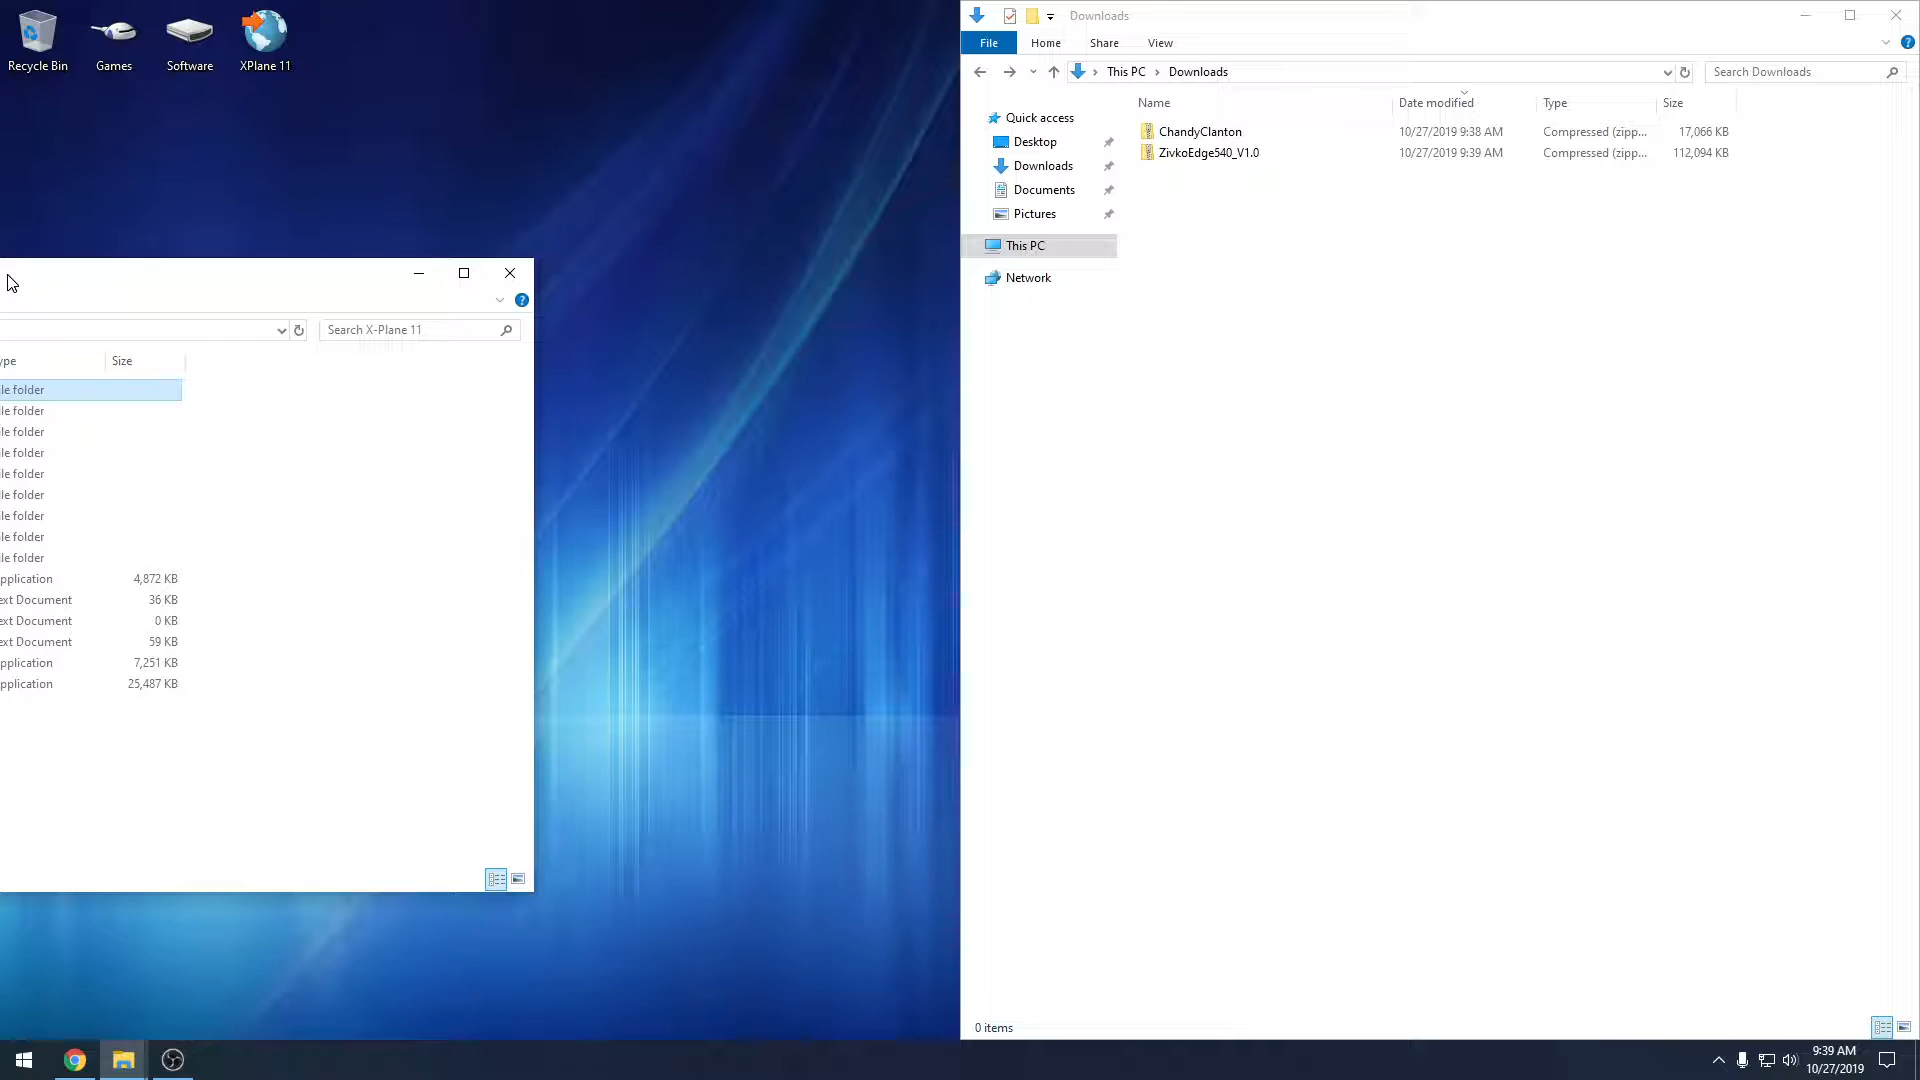 Recycle Bin
Games
Software
XPlane 11
Search X-Plane 11
ype
Size
le folder
le folder
le folder
le folder
le folder
le folder
le folder
le folder
le folder
pplication 4,872 KB
ext Document 36 KB
ext Document 0 KB
ext Document 59 KB
pplication 7,251 KB
pplication 25,487 KB
Downloads
File Home Share View
This PC > Downloads
Search Downloads
Quick access
Desktop
Downloads
Documents
Pictures
This PC
Network
Name Date modified Type Size
ChandyClanton 10/27/2019 9:38 AM Compressed (zipp... 17,066 KB
ZivkoEdge540_V1.0 10/27/2019 9:39 AM Compressed (zipp... 112,094 KB
0 items
9:39 AM
10/27/2019